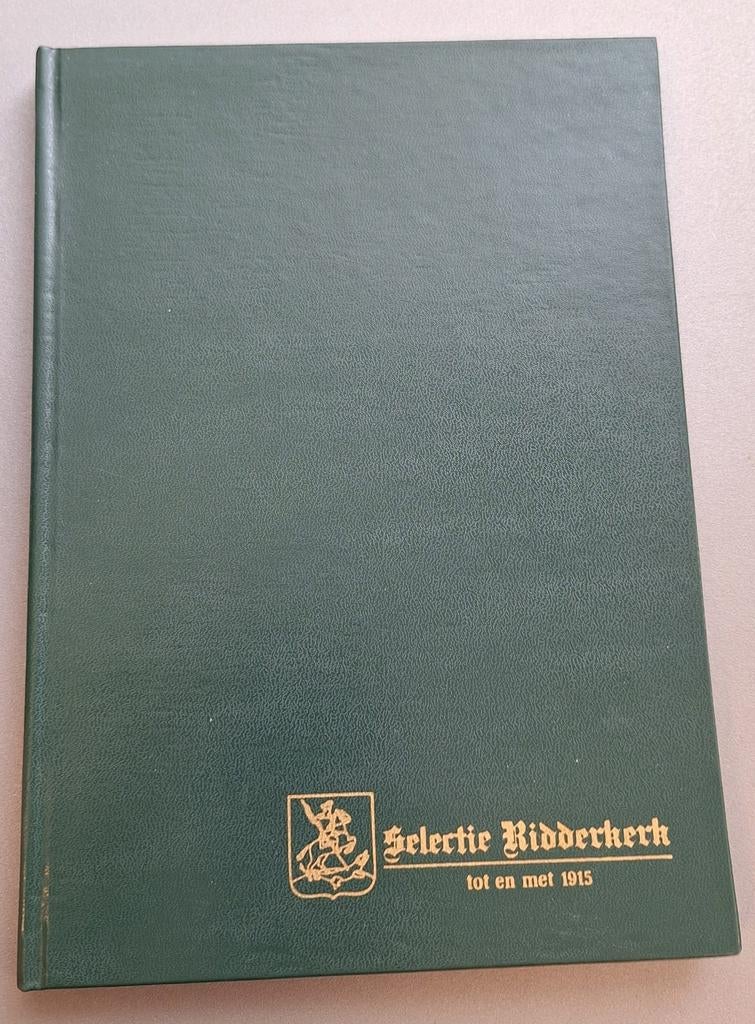 Selectie Ridderkerk
tot en met 1915